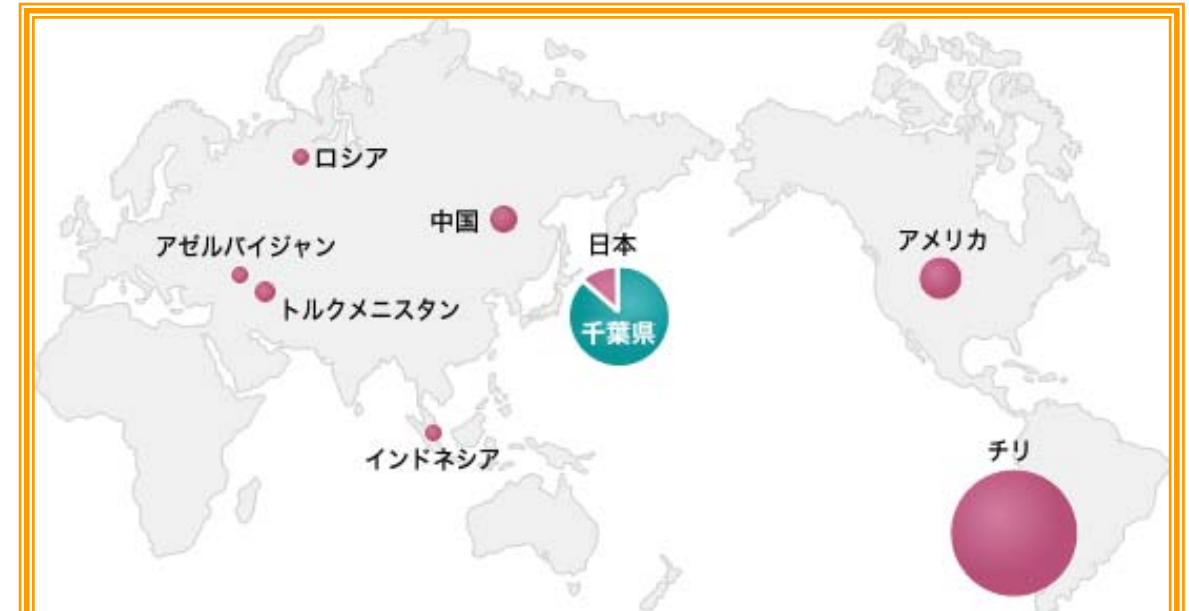 ロシア
中国
日本
アゼルバイジャン
アメリカ
トルクメニスタン
千葉県
インドネシア
チリ